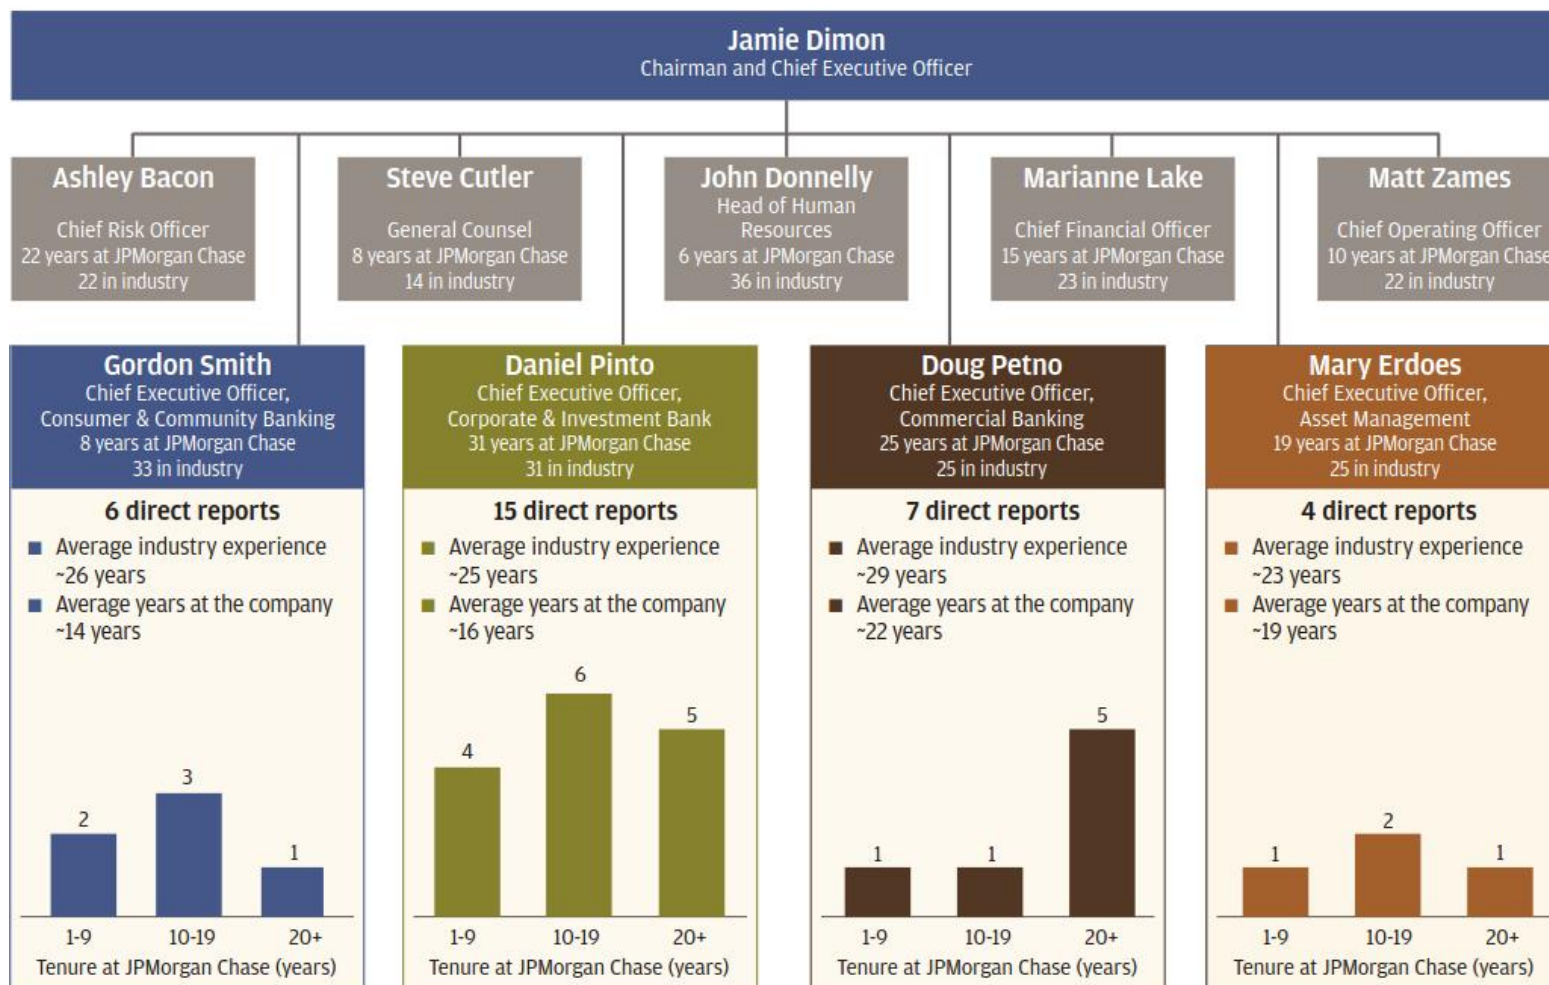 Jamie Dimon
Chairman and Chief Executive Officer
Ashley Bacon
Chief Risk Officer
22 years at JPMorgan Chase
22 in industry
Steve Cutler
General Counsel
8 years at JPMorgan Chase
14 in industry
John Donnelly
Head of Human
Resources
6 years at JPMorgan Chase
36 in industry
Marianne Lake
Chief Financial Officer
15 years at JPMorgan Chase
23 in industry
Matt Zames
Chief Operating Officer
10 years at JPMorgan Chase
22 in industry
Gordon Smith
Chief Executive Officer,
Consumer & Community Banking
8 years at JPMorgan Chase
33 in industry
6 direct reports
■ Average industry experience
~26 years
■ Average years at the company
~14 years
2
3
1
1-9 10-19 20+
Tenure at JPMorgan Chase (years)
Daniel Pinto
Chief Executive Officer,
Corporate & Investment Bank
31 years at JPMorgan Chase
31 in industry
15 direct reports
■ Average industry experience
~25 years
■ Average years at the company
~16 years
4
6
5
1-9 10-19 20+
Tenure at JPMorgan Chase (years)
Doug Petno
Chief Executive Officer,
Commercial Banking
25 years at JPMorgan Chase
25 in industry
7 direct reports
■ Average industry experience
~29 years
■ Average years at the company
~22 years
1
1
5
1-9 10-19 20+
Tenure at JPMorgan Chase (years)
Mary Erdoes
Chief Executive Officer,
Asset Management
19 years at JPMorgan Chase
25 in industry
4 direct reports
■ Average industry experience
~23 years
■ Average years at the company
~19 years
1
2
1
1-9 10-19 20+
Tenure at JPMorgan Chase (years)